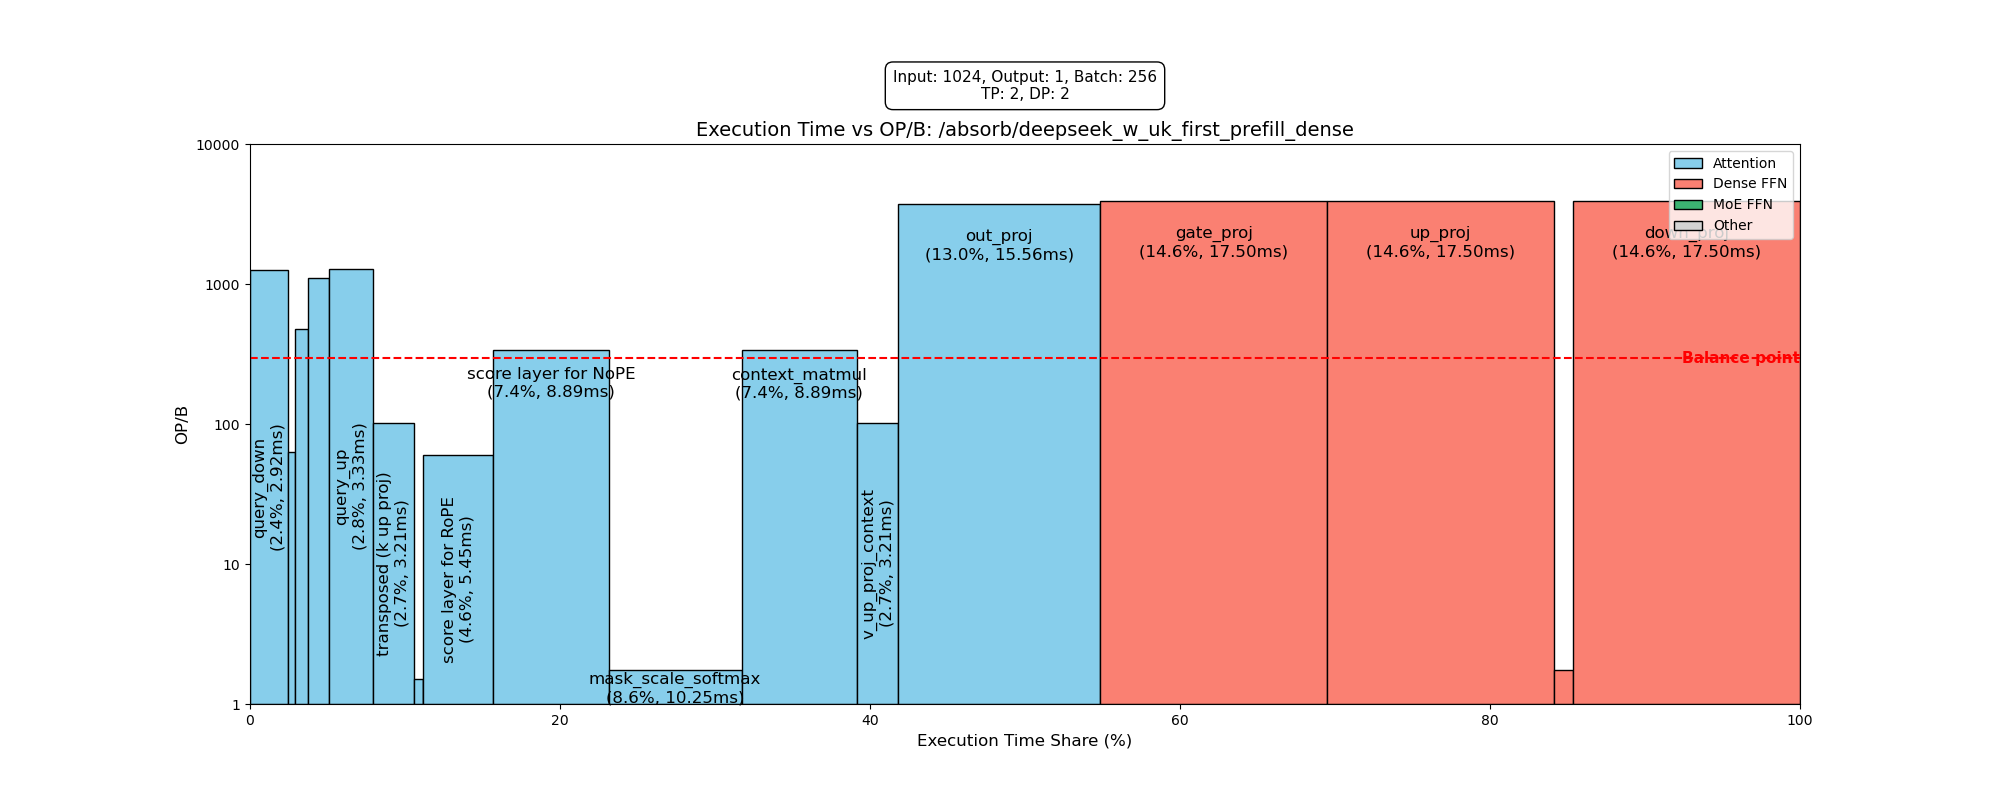 Input: 1024, Output: 1, Batch: 256
TP: 2, DP: 2
Execution Time vs OP/B: /absorb/deepseek_w_uk_first_prefill_dense
10000
1000
100
10
1
OP/B
Attention
Dense FFN
MoE FFN
Other
query_down
(2.4%, 2.92ms)
query_up
(2.8%, 3.33ms)
transposed (k up proj)
(2.7%, 3.21ms)
score layer for RoPE
(4.6%, 5.45ms)
score layer for NoPE
(7.4%, 8.89ms)
mask_scale_softmax
(8.6%, 10.25ms)
context_matmul
(7.4%, 8.89ms)
v_up_proj_context
(2.7%, 3.21ms)
out_proj
(13.0%, 15.56ms)
gate_proj
(14.6%, 17.50ms)
up_proj
(14.6%, 17.50ms)
down_proj
(14.6%, 17.50ms)
Balance point
0
20
40
60
80
100
Execution Time Share (%)